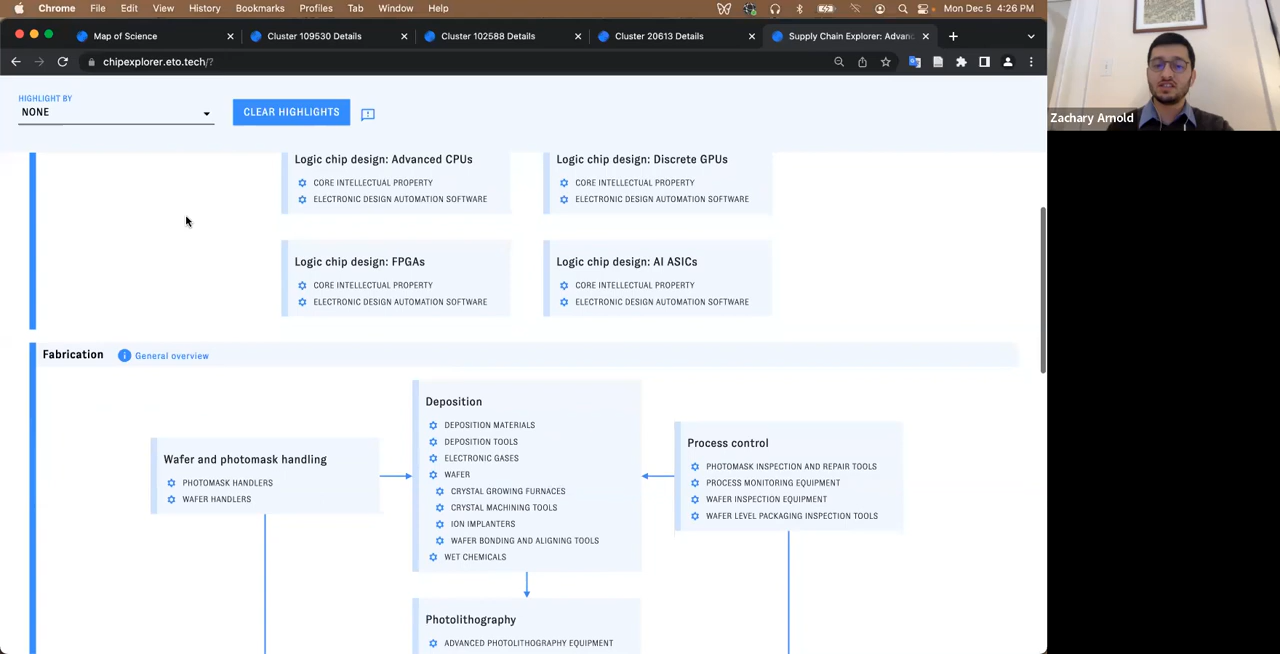 Chrome File Edit View History Bookmarks Profiles Tab Window Help Mon Dec 5 4:26 PM
Map of Science
Cluster 109530 Details
Cluster 102588 Details
Cluster 20613 Details
Supply Chain Explorer: Advanc
chipexplorer.eto.tech/?
Zachary Arnold
HIGHLIGHT BY
NONE
CLEAR HIGHLIGHTS
Logic chip design: Advanced CPUs
CORE INTELLECTUAL PROPERTY
ELECTRONIC DESIGN AUTOMATION SOFTWARE
Logic chip design: Discrete GPUs
CORE INTELLECTUAL PROPERTY
ELECTRONIC DESIGN AUTOMATION SOFTWARE
Logic chip design: FPGAs
CORE INTELLECTUAL PROPERTY
ELECTRONIC DESIGN AUTOMATION SOFTWARE
Logic chip design: AI ASICs
CORE INTELLECTUAL PROPERTY
ELECTRONIC DESIGN AUTOMATION SOFTWARE
Fabrication
General overview
Wafer and photomask handling
PHOTOMASK HANDLERS
WAFER HANDLERS
Deposition
DEPOSITION MATERIALS
DEPOSITION TOOLS
ELECTRONIC GASES
WAFER
CRYSTAL GROWING FURNACES
CRYSTAL MACHINING TOOLS
ION IMPLANTERS
WAFER BONDING AND ALIGNING TOOLS
WET CHEMICALS
Process control
PHOTOMASK INSPECTION AND REPAIR TOOLS
PROCESS MONITORING EQUIPMENT
WAFER INSPECTION EQUIPMENT
WAFER LEVEL PACKAGING INSPECTION TOOLS
Photolithography
ADVANCED PHOTOLITHOGRAPHY EQUIPMENT